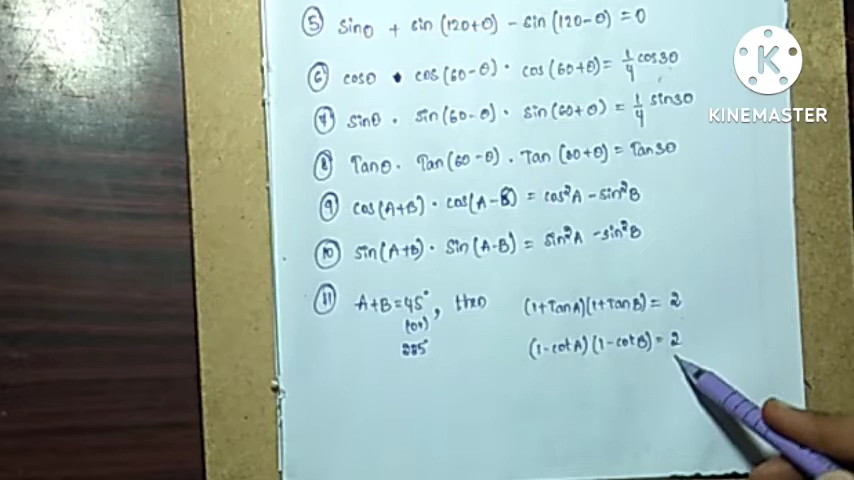 ⑤ sinθ + sin(120+θ) - sin(120-θ) = 0
⑥ cosθ • cos(60-θ) • cos(60+θ) = 1/4 cos3θ
⑦ sinθ • sin(60-θ) • sin(60+θ) = 1/4 sin3θ
⑧ Tanθ • Tan(60-θ) • Tan(60+θ) = Tan3θ
⑨ cos(A+B) • cos(A-B) = cos²A - sin²B
⑩ sin(A+B) • sin(A-B) = sin²A - sin²B
⑪ A+B=45°, then (1+TanA)(1+TanB) = 2
(or)
225° (1-cotA)(1-cotB) = 2
K
KINEMASTER